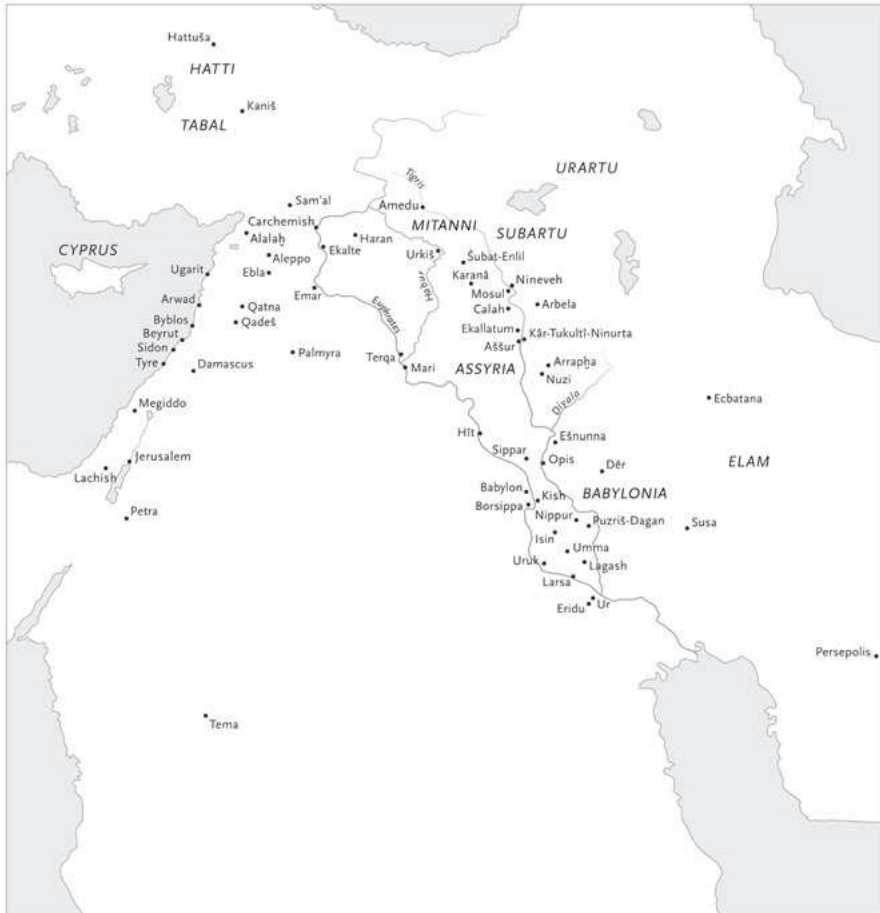 Hattuša
HATTI
Kaniš
TABAL
URARTU
Tigris
Sam'al
Amedu
Carchemish
MITANNI
SUBARTU
Alalaḫ
Haran
CYPRUS
Ekalte
Urkiš
Šubat-Enlil
Aleppo
Ugarit
Ebla
Karanā
Nineveh
Habur
Mosul
Emar
Arwad
Qatna
Calah
Arbela
Euphrates
Byblos
Qadeš
Beyrut
Ekallatum
Kâr-Tukultī-Ninurta
Sidon
Aššur
Palmyra
Terqa
Tyre
Damascus
Mari
ASSYRIA
Arrapḫa
Nuzi
Diyala
Ecbatana
Megiddo
Hīt
Ešnunna
Jerusalem
Sippar
Opis
Dēr
ELAM
Lachish
Babylon
Kish
BABYLONIA
Borsippa
Petra
Nippur
Puzriš-Dagan
Susa
Isin
Umma
Uruk
Lagash
Larsa
Ur
Eridu
Persepolis
Tema